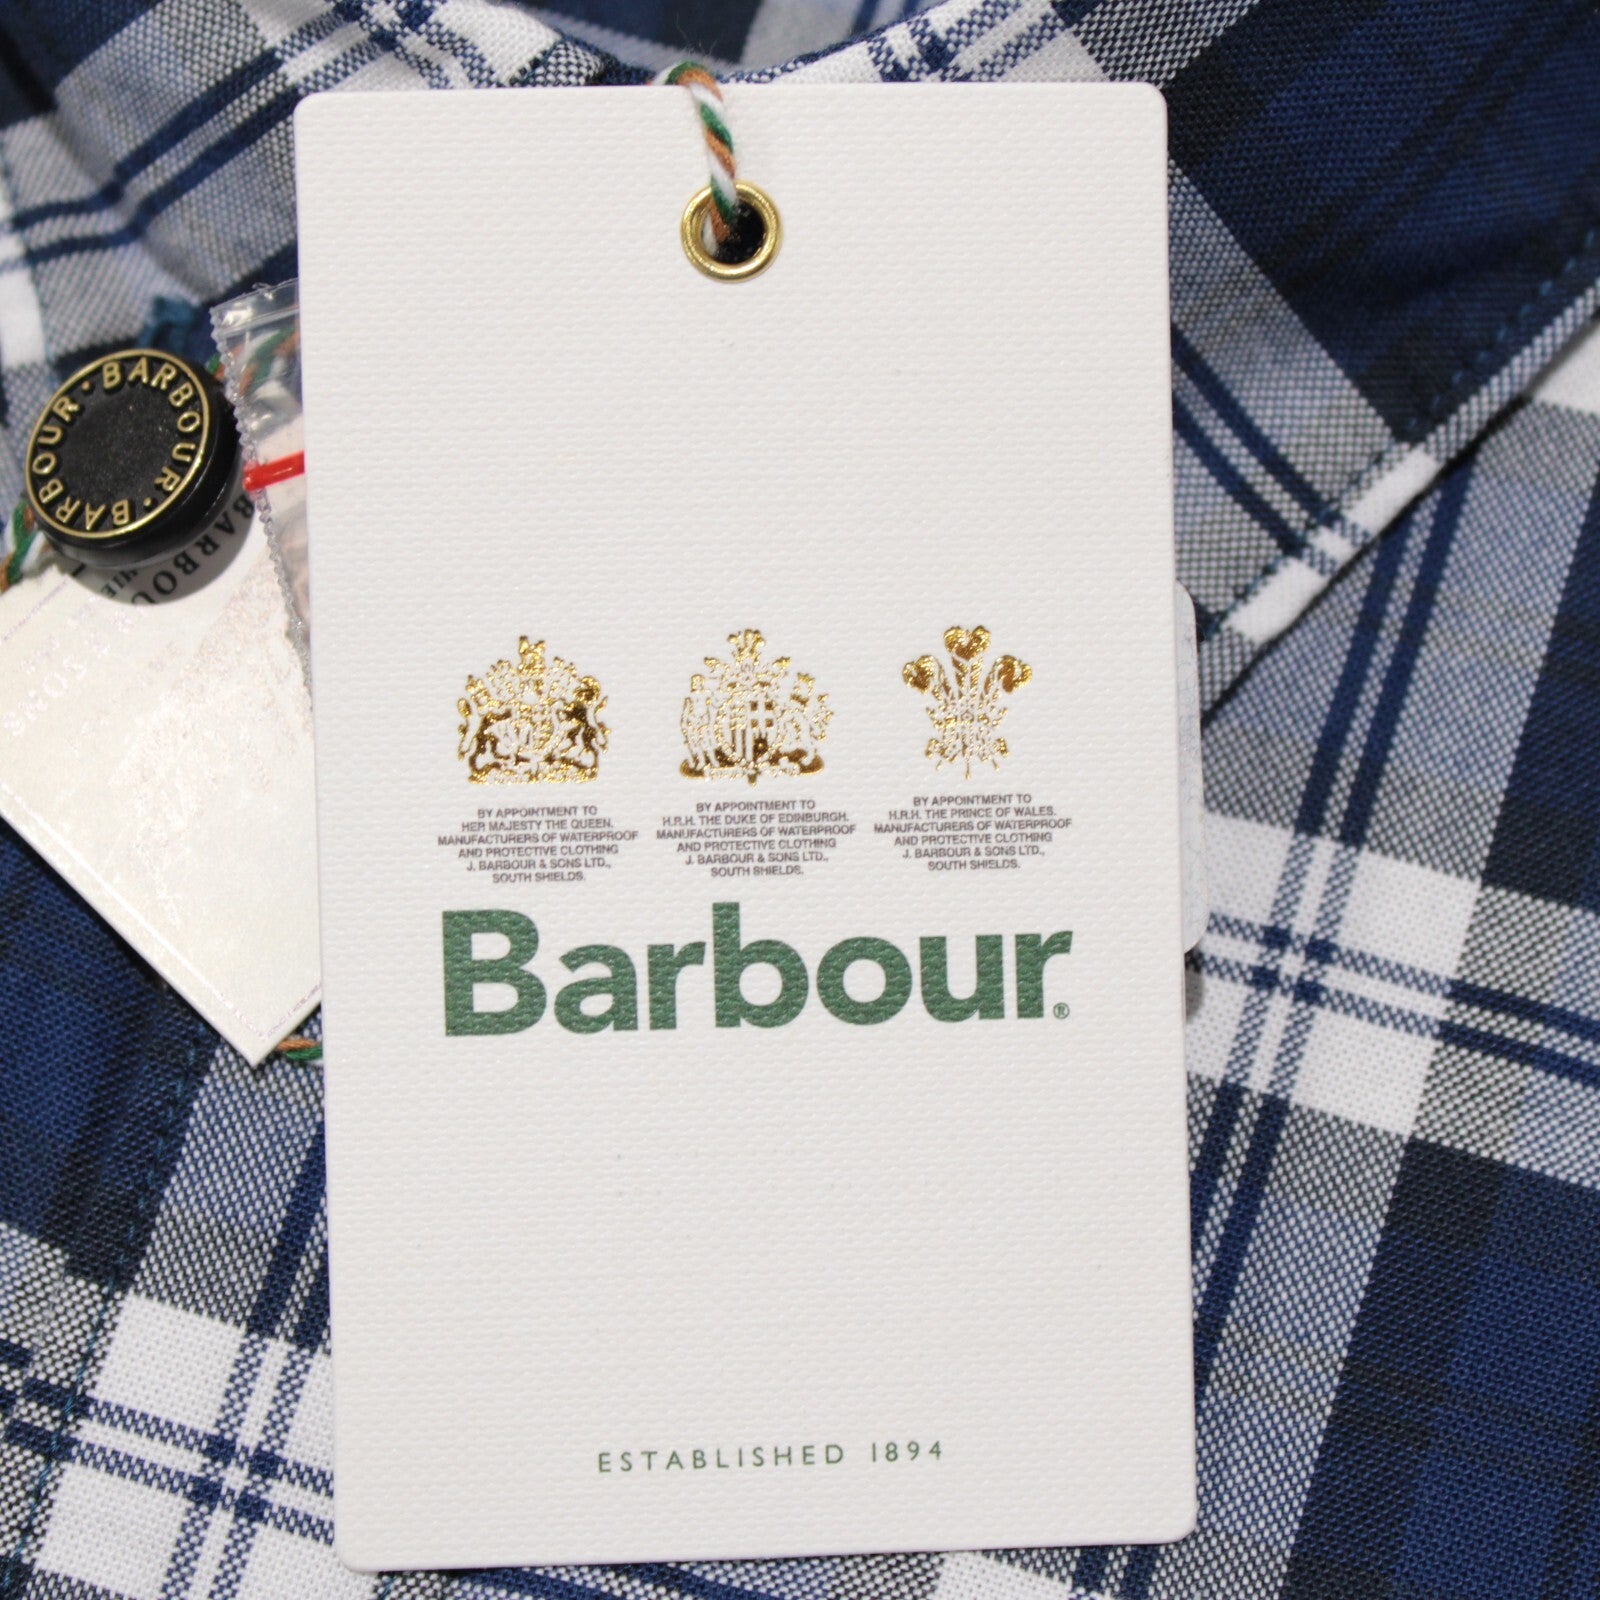 BARBOUR · BARBOUR ·
BARBOUR
BY APPOINTMENT TO
HER MAJESTY THE QUEEN.
MANUFACTURERS OF WATERPROOF
AND PROTECTIVE CLOTHING
J. BARBOUR & SONS LTD.,
SOUTH SHIELDS.
BY APPOINTMENT TO
H.R.H. THE DUKE OF EDINBURGH.
MANUFACTURERS OF WATERPROOF
AND PROTECTIVE CLOTHING
J. BARBOUR & SONS LTD.,
SOUTH SHIELDS.
BY APPOINTMENT TO
H.R.H. THE PRINCE OF WALES.
MANUFACTURERS OF WATERPROOF
AND PROTECTIVE CLOTHING
J. BARBOUR & SONS LTD.,
SOUTH SHIELDS.
Barbour®
ESTABLISHED 1894